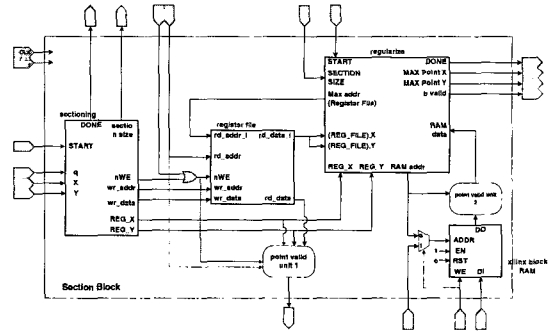 regularize
START
SECTION
SIZE
Max addr
(Register File)
DONE
MAX Point X
MAX Point Y
b valid
RAM
data
(REG_FILE).X
(REG_FILE).Y
REG_X REG_Y RAM addr
CLK
sectioning
DONE
sectio
n size
START
q
X
Y
nWE
wr_addr
wr_data
REG_X
REG_Y
register file
rd_addr_i rd_data_i
rd_addr
nWE
wr_addr
wr_data rd_data
point valid
unit 1
point valid unit
2
DO
ADDR
EN
RST
WE DI
xilinx block
RAM
Section Block